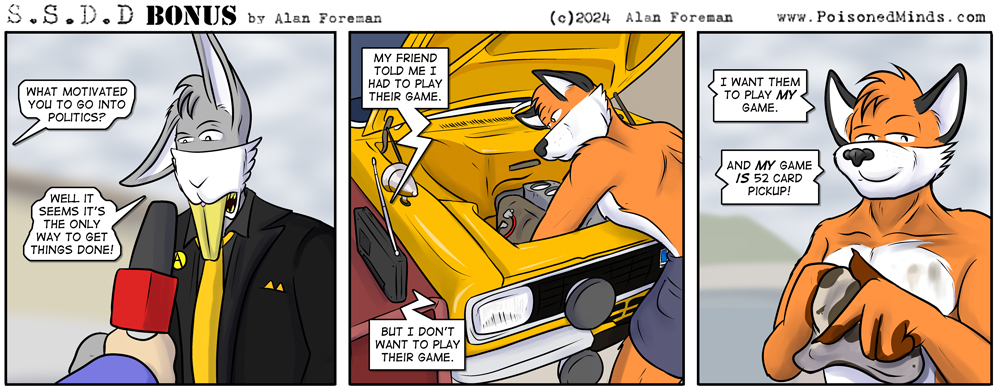 S.S.D.D BONUS by Alan Foreman (c)2024 Alan Foreman www.PoisonedMinds.com
WHAT MOTIVATED
YOU TO GO INTO
POLITICS?
WELL IT
SEEMS IT'S
THE ONLY
WAY TO GET
THINGS DONE!
MY FRIEND
TOLD ME I
HAD TO PLAY
THEIR GAME.
BUT I DON'T
WANT TO PLAY
THEIR GAME.
I WANT THEM
TO PLAY MY
GAME.
AND MY GAME
IS 52 CARD
PICKUP!